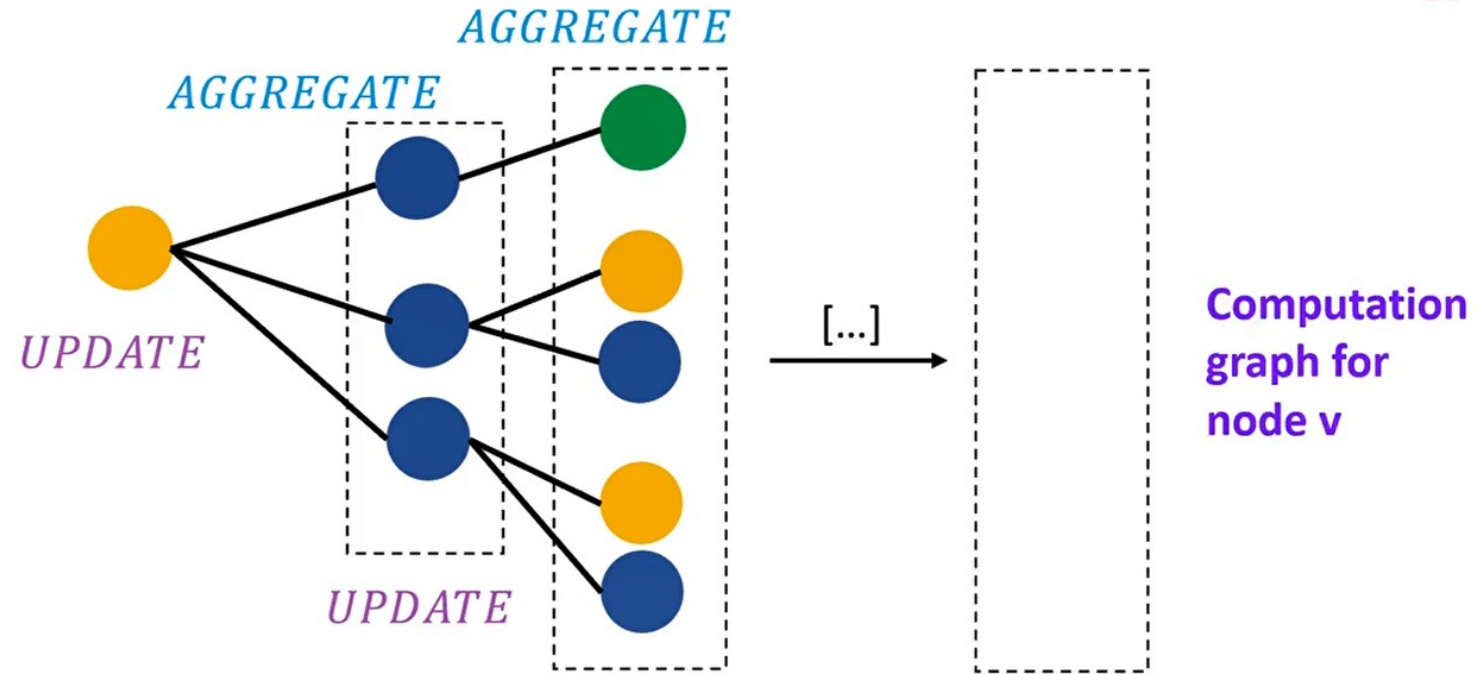 AGGREGATE
AGGREGATE
UPDATE
UPDATE
[...]
Computation
graph for
node v